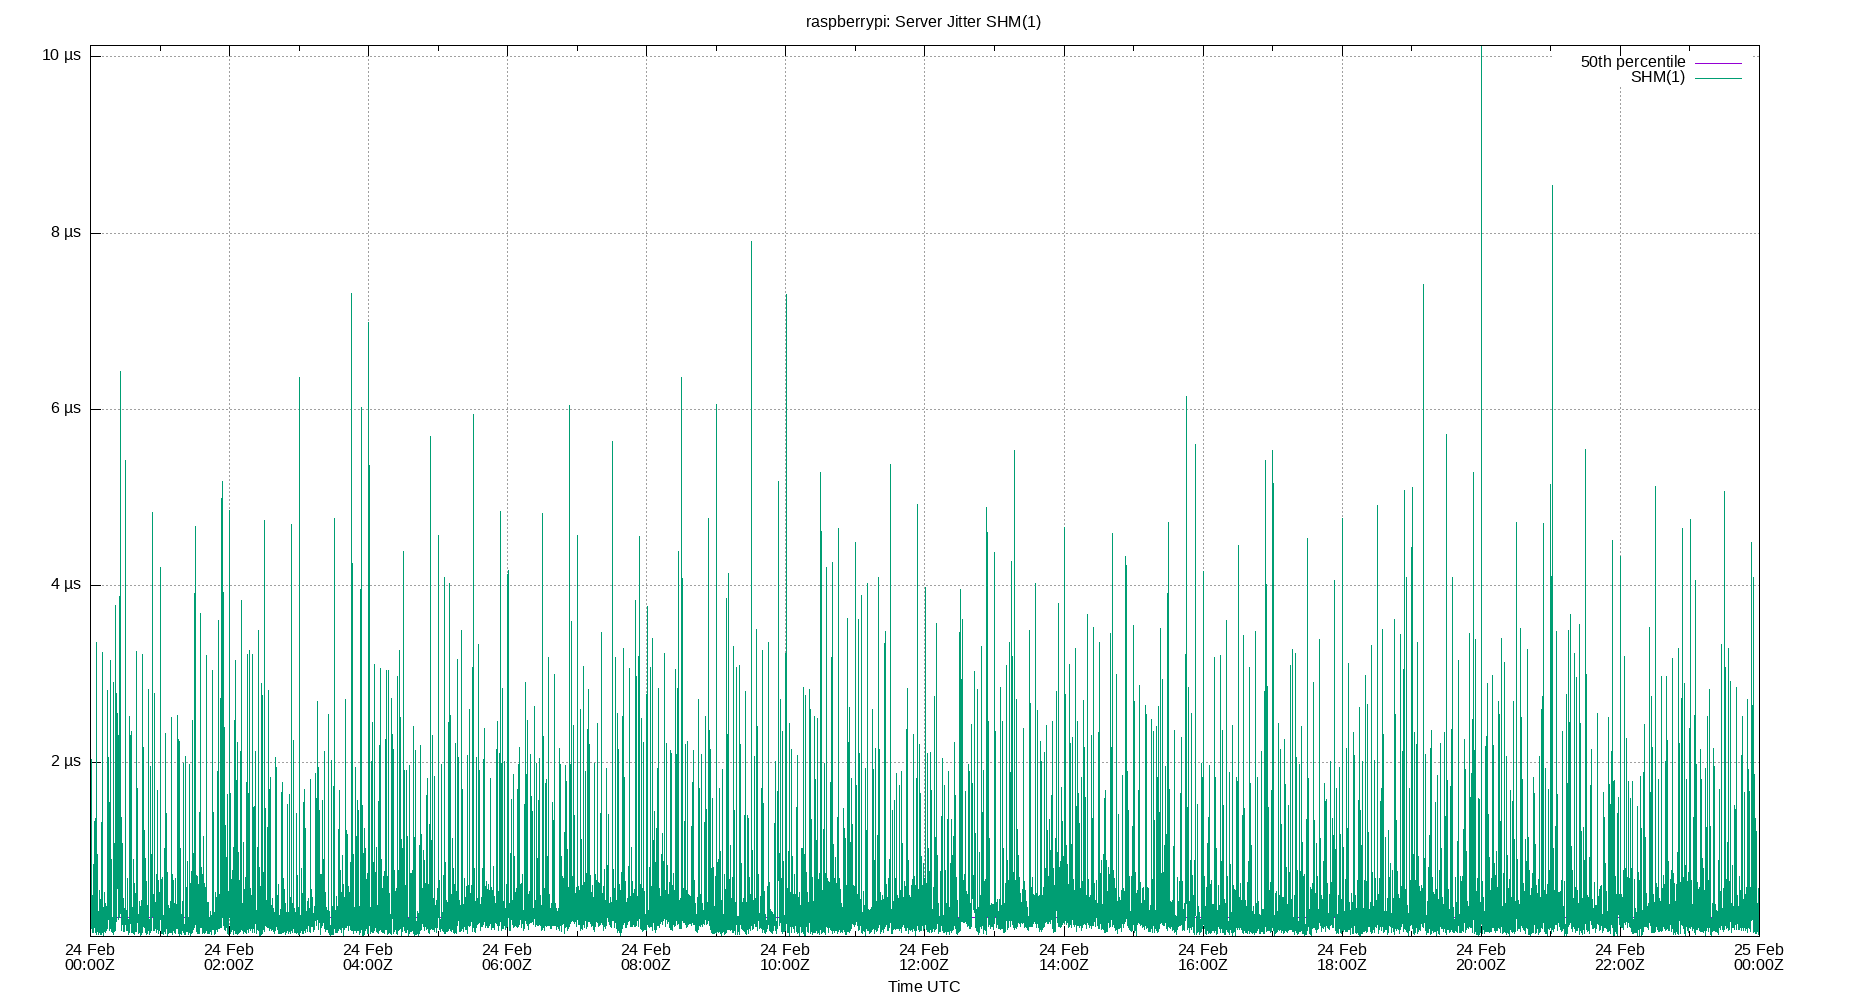 raspberrypi: Server Jitter SHM(1)
10 µs
8 µs
6 µs
4 µs
2 µs
50th percentile
SHM(1)
24 Feb 24 Feb 24 Feb 24 Feb 24 Feb 24 Feb 24 Feb 24 Feb 24 Feb 24 Feb 24 Feb 24 Feb 25 Feb
00:00Z 02:00Z 04:00Z 06:00Z 08:00Z 10:00Z 12:00Z 14:00Z 16:00Z 18:00Z 20:00Z 22:00Z 00:00Z
Time UTC